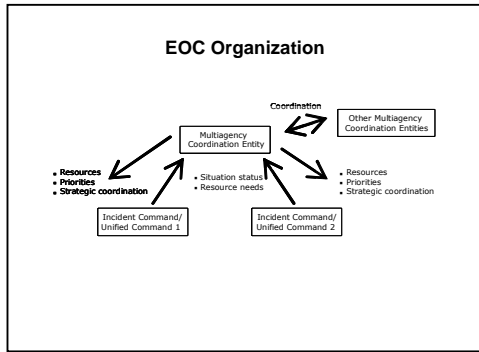 EOC Organization
Coordination
Other Multiagency
Coordination Entities
Multiagency
Coordination Entity
• Resources
• Priorities
• Strategic coordination
• Situation status
• Resource needs
• Resources
• Priorities
• Strategic coordination
Incident Command/
Unified Command 1
Incident Command/
Unified Command 2